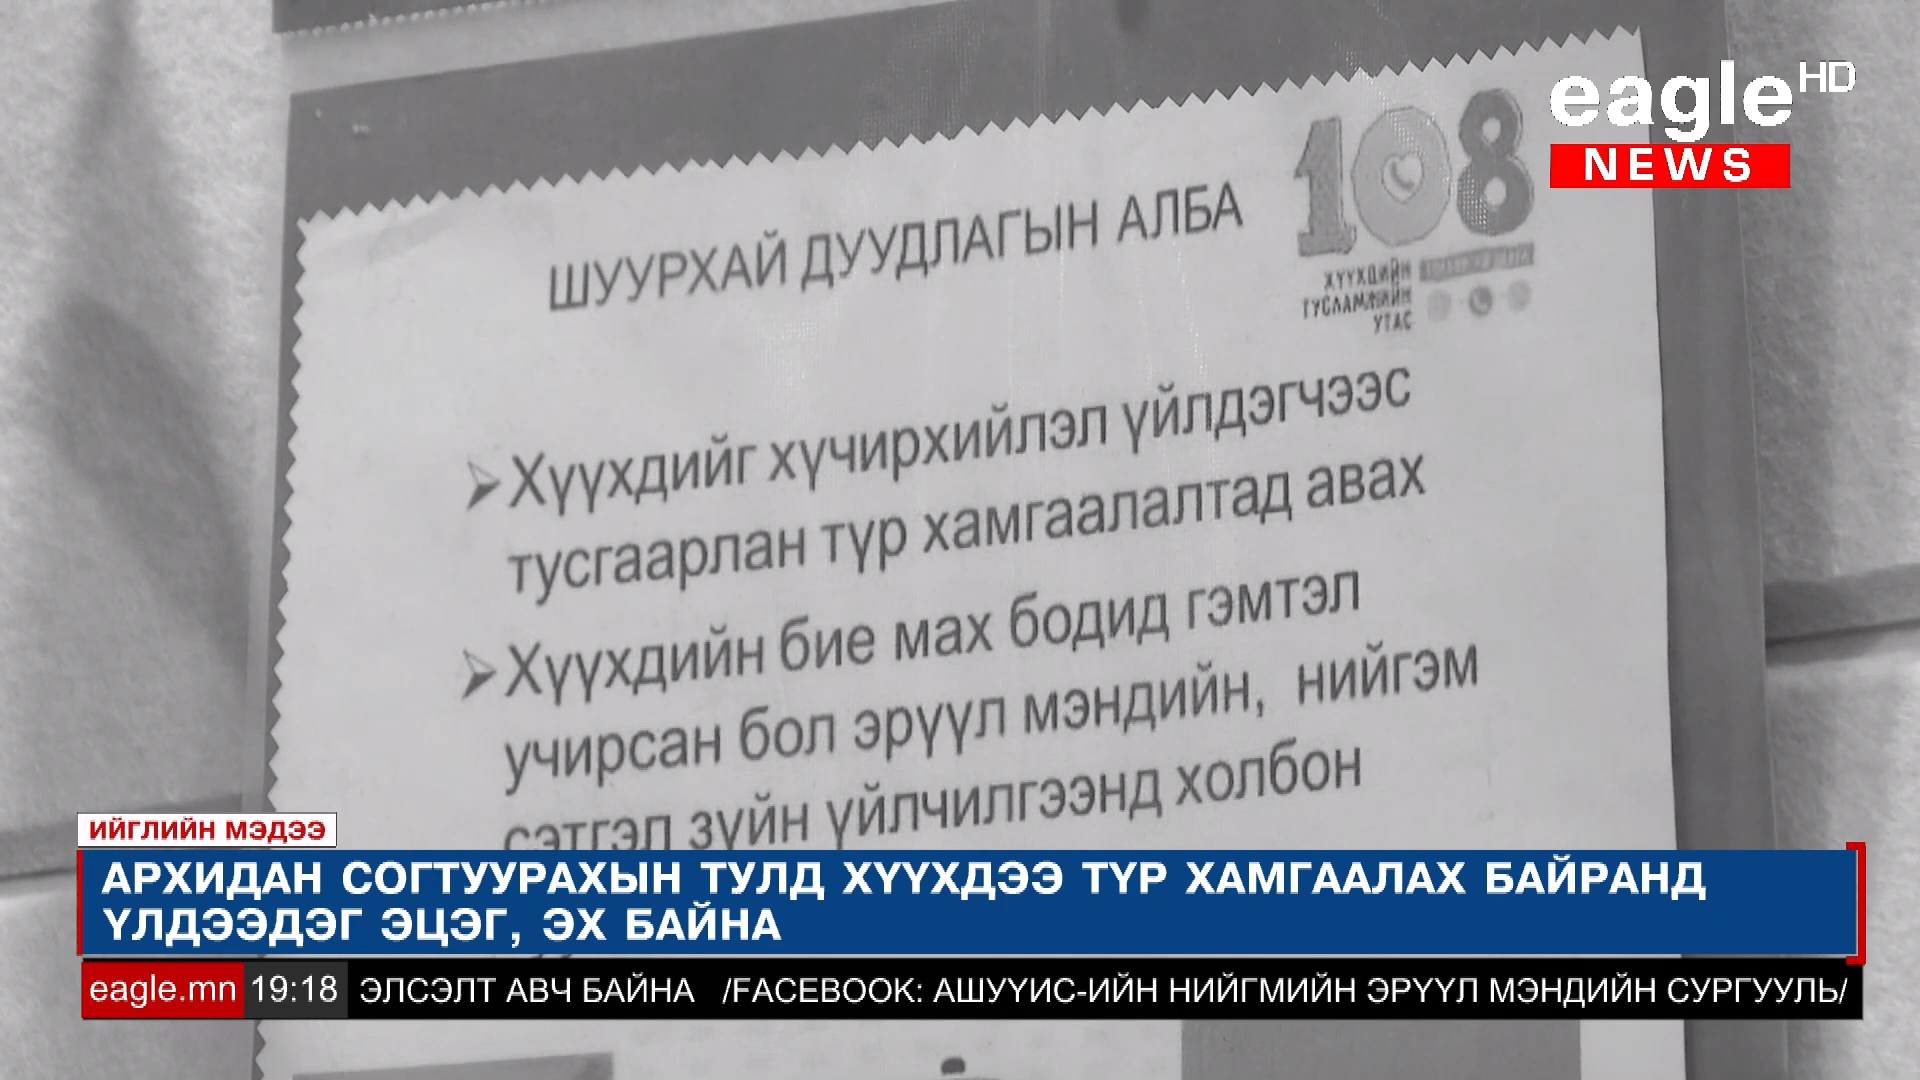 eagle HD
NEWS
108
ХҮҮХДИЙН
ТУСЛАМЖИЙН
УТАС
ШУУРХАЙ ДУУДЛАГЫН АЛБА
➢Хүүхдийг хүчирхийлэл үйлдэгчээс
тусгаарлан түр хамгаалалтад авах
➢Хүүхдийн бие мах бодид гэмтэл
учирсан бол эрүүл мэндийн, нийгэм
сэтгэл зүйн үйлчилгээнд холбон
ИЙГЛИЙН МЭДЭЭ
АРХИДАН СОГТУУРАХЫН ТУЛД ХҮҮХДЭЭ ТҮР ХАМГААЛАХ БАЙРАНД
ҮЛДЭЭДЭГ ЭЦЭГ, ЭХ БАЙНА
eagle.mn 19:18 ЭЛСЭЛТ АВЧ БАЙНА /FACEBOOK: АШУҮИС-ИЙН НИЙГМИЙН ЭРҮҮЛ МЭНДИЙН СУРГУУЛЬ/